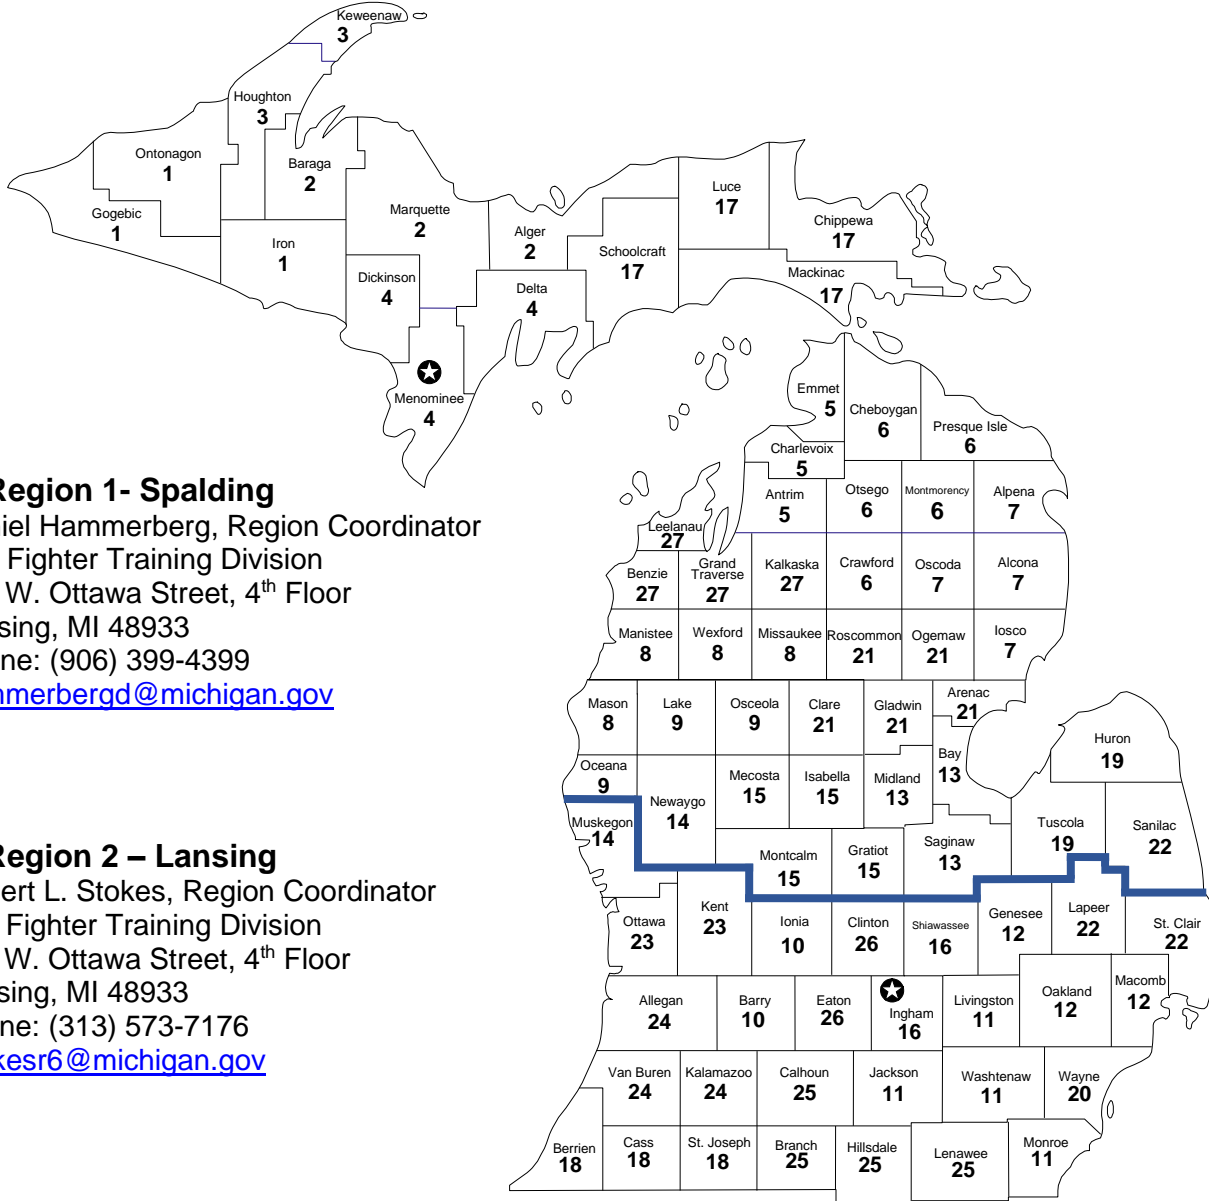 Keweenaw
3
Houghton
3
Ontonagon
1
Baraga
2
Gogebic
1
Iron
1
Marquette
2
Alger
2
Luce
17
Chippewa
17
Schoolcraft
17
Mackinac
17
Dickinson
4
Delta
4
Menominee
4
Emmet
5
Cheboygan
6
Presque Isle
6
Charlevoix
5
Antrim
5
Otsego
6
Montmorency
6
Alpena
7
Leelanau
27
Benzie
27
Grand
Traverse
27
Kalkaska
27
Crawford
6
Oscoda
7
Alcona
7
Manistee
8
Wexford
8
Missaukee
8
Roscommon
21
Ogemaw
21
Iosco
7
Mason
8
Lake
9
Osceola
9
Clare
21
Gladwin
21
Arenac
21
Oceana
9
Newaygo
14
Mecosta
15
Isabella
15
Midland
13
Bay
13
Huron
19
Muskegon
14
Montcalm
15
Gratiot
15
Saginaw
13
Tuscola
19
Sanilac
22
Ottawa
23
Kent
23
Ionia
10
Clinton
26
Shiawassee
16
Genesee
12
Lapeer
22
St. Clair
22
Allegan
24
Barry
10
Eaton
26
Ingham
16
Livingston
11
Oakland
12
Macomb
12
Van Buren
24
Kalamazoo
24
Calhoun
25
Jackson
11
Washtenaw
11
Wayne
20
Berrien
18
Cass
18
St. Joseph
18
Branch
25
Hillsdale
25
Lenawee
25
Monroe
11
Region 1- Spalding
iel Hammerberg, Region Coordinator
Fighter Training Division
W. Ottawa Street, 4th Floor
sing, MI 48933
ne: (906) 399-4399
mmerbergd@michigan.gov
Region 2 – Lansing
ert L. Stokes, Region Coordinator
Fighter Training Division
W. Ottawa Street, 4th Floor
sing, MI 48933
ne: (313) 573-7176
kesr6@michigan.gov